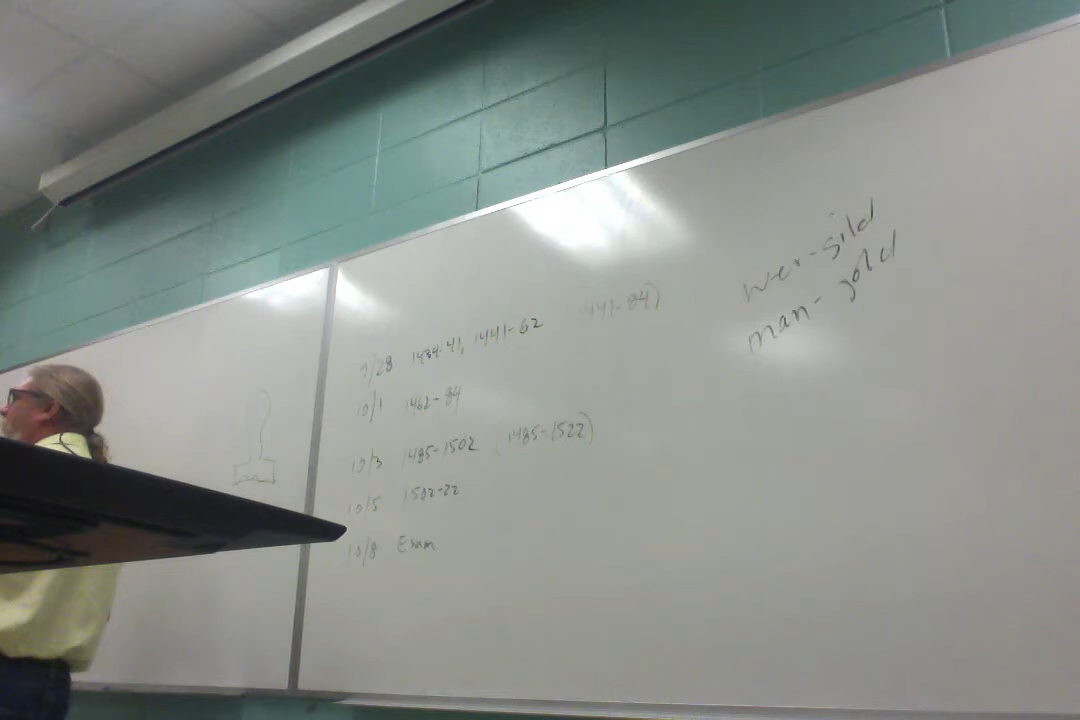 9/28 1434-41, 1441-62 (1441-84)
10/1 1462-84
10/3 1485-1502 (1485-1522)
10/5 1502-22
10/8 Exam
wer-gild
man-gold